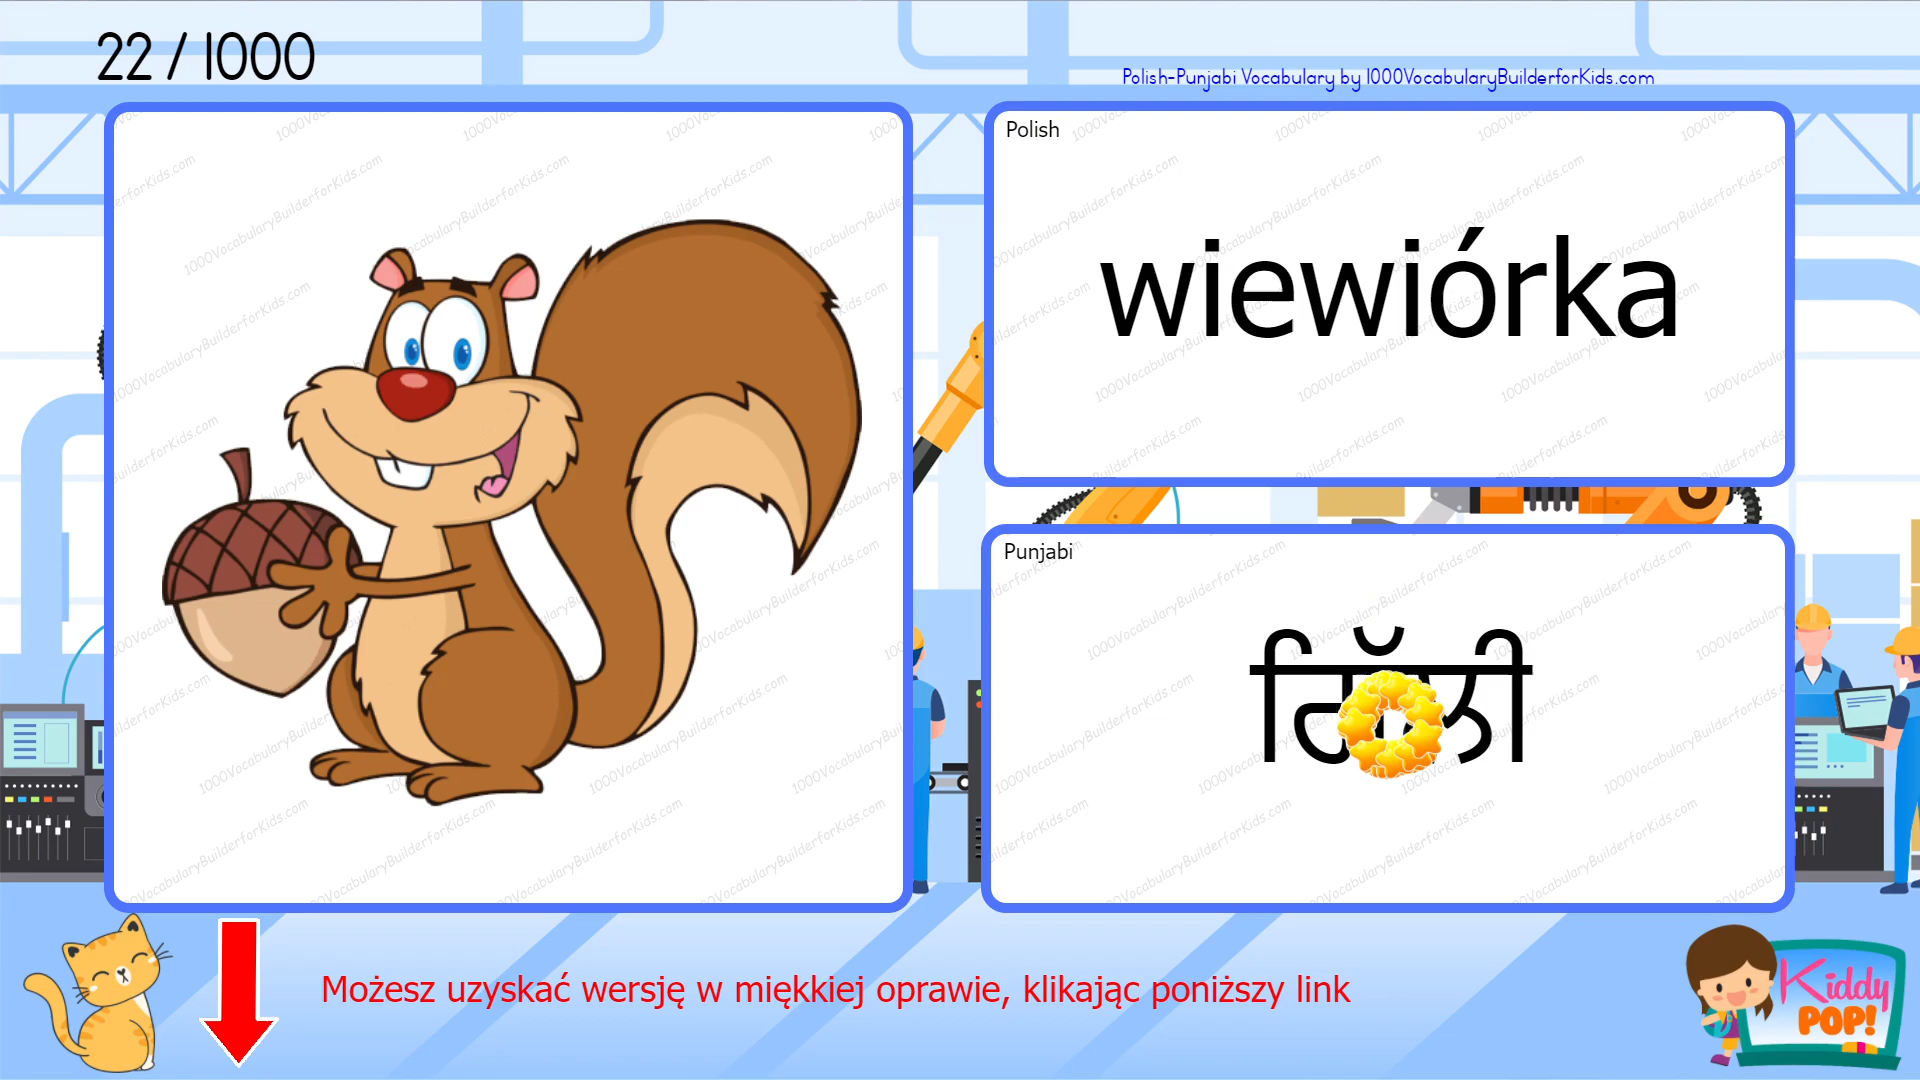 22 / 1000
Polish-Punjabi Vocabulary by 1000VocabularyBuilderforKids.com
Polish
wiewiórka
Punjabi
Możesz uzyskać wersję w miękkiej oprawie, klikając poniższy link
Kiddy
POP!